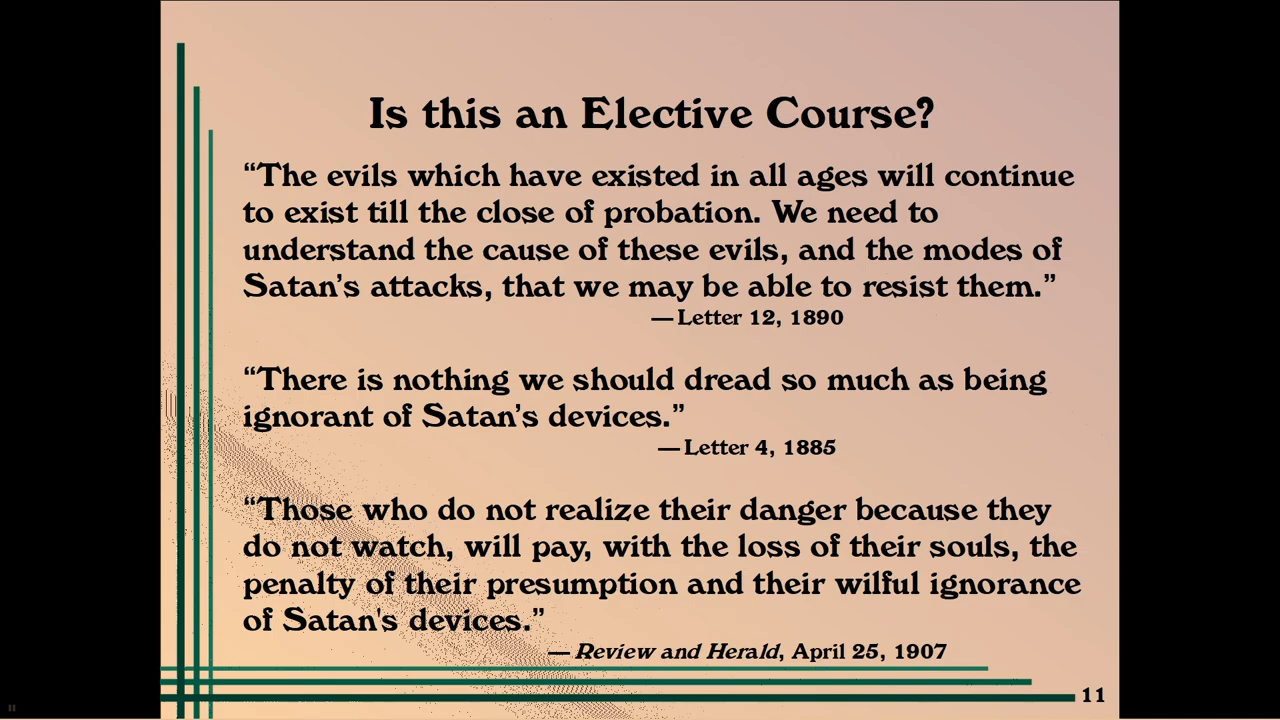 Is this an Elective Course?
“The evils which have existed in all ages will continue
to exist till the close of probation. We need to
understand the cause of these evils, and the modes of
Satan’s attacks, that we may be able to resist them.”
— Letter 12, 1890
“There is nothing we should dread so much as being
ignorant of Satan’s devices.”
— Letter 4, 1885
“Those who do not realize their danger because they
do not watch, will pay, with the loss of their souls, the
penalty of their presumption and their wilful ignorance
of Satan's devices.”
— Review and Herald, April 25, 1907
11